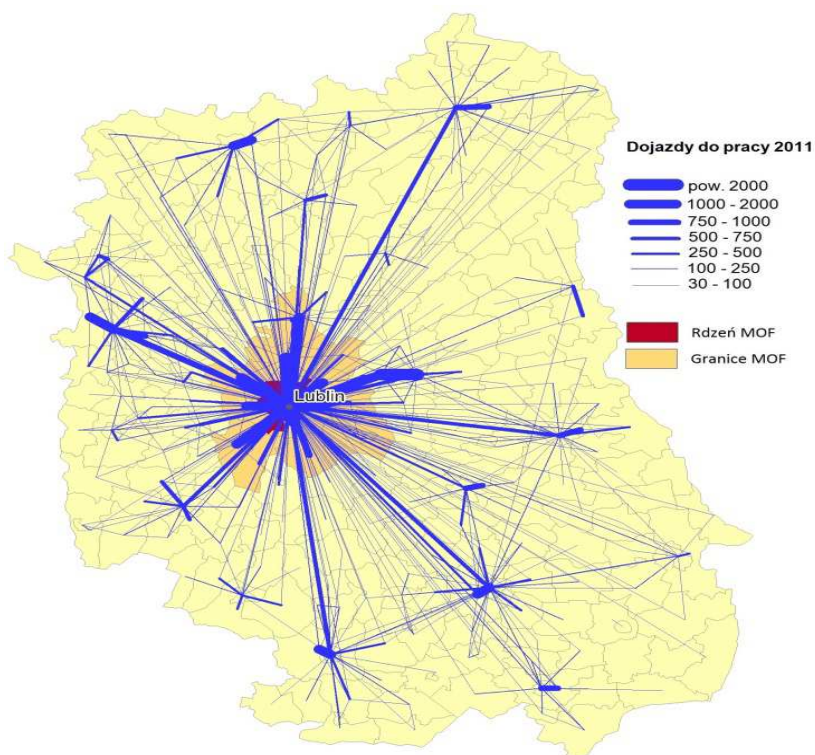 Dojazdy do pracy 2011
pow. 2000
1000 - 2000
750 - 1000
500 - 750
250 - 500
100 - 250
30 - 100
Rdzeń MOF
Granice MOF
Lublin